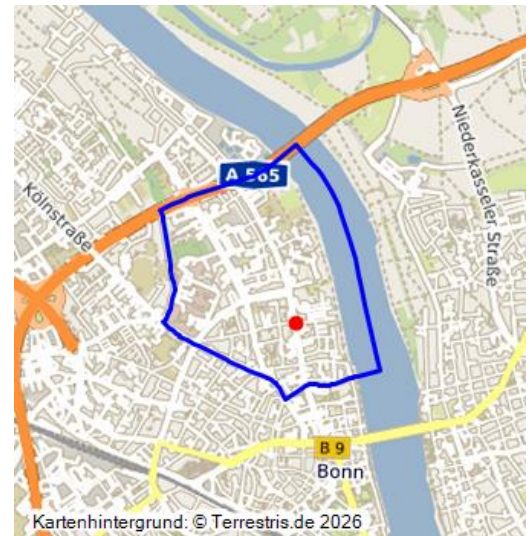 A 565
Niederkasseler Straße
Kölnstraße
B 9
Bonn
Kartenhintergrund: © Terrestris.de 2026